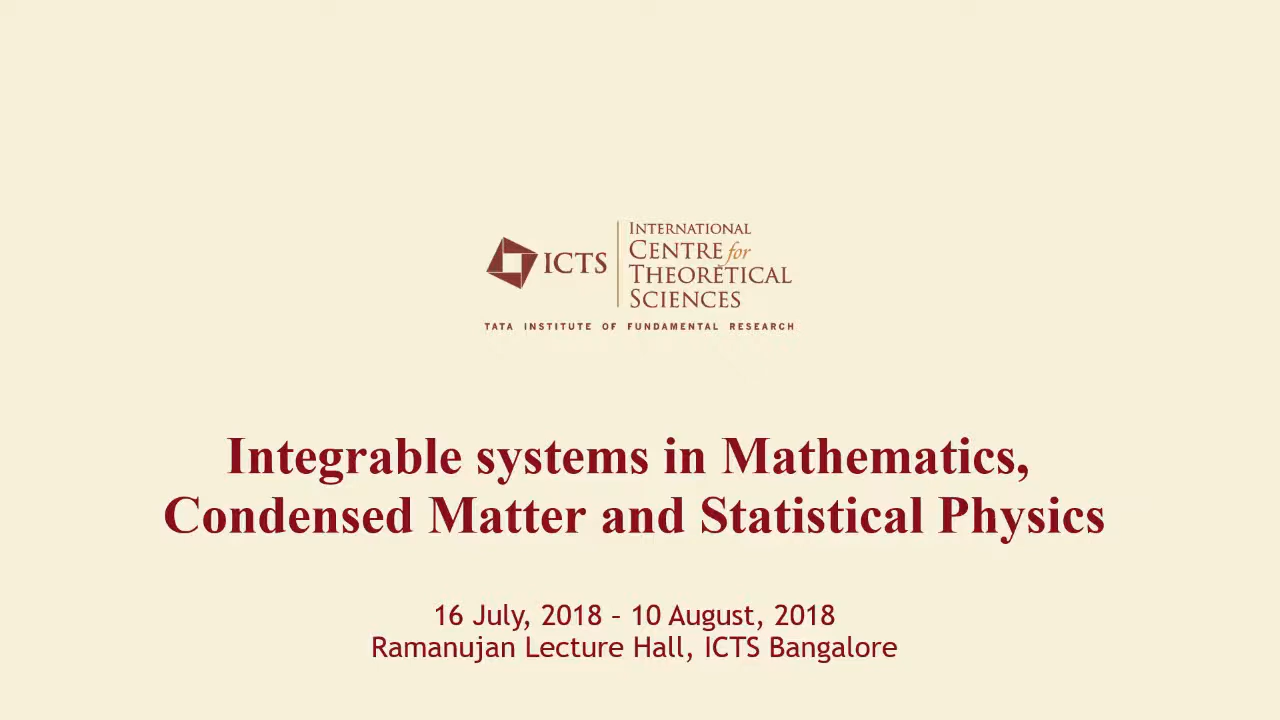 ICTS
INTERNATIONAL
CENTRE for
THEORETICAL
SCIENCES
TATA INSTITUTE OF FUNDAMENTAL RESEARCH
Integrable systems in Mathematics,
Condensed Matter and Statistical Physics
16 July, 2018 – 10 August, 2018
Ramanujan Lecture Hall, ICTS Bangalore